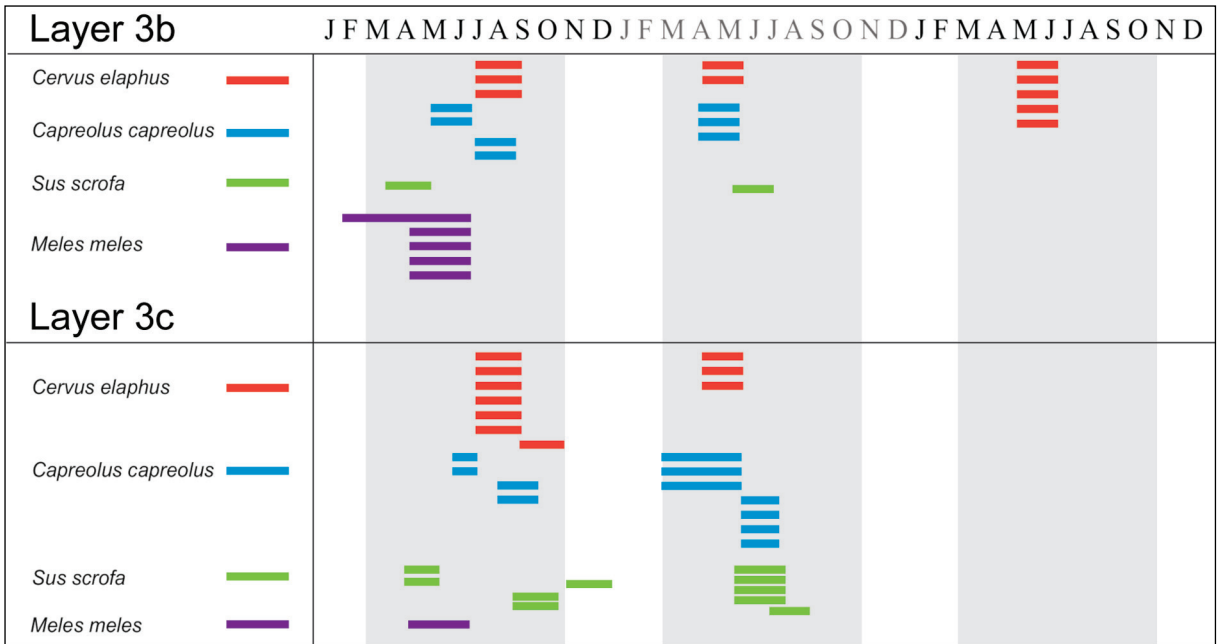 Layer 3b J F M A M J J A S O N D J F M A M J J A S O N D J F M A M J J A S O N D
Cervus elaphus
Capreolus capreolus
Sus scrofa
Meles meles
Layer 3c
Cervus elaphus
Capreolus capreolus
Sus scrofa
Meles meles